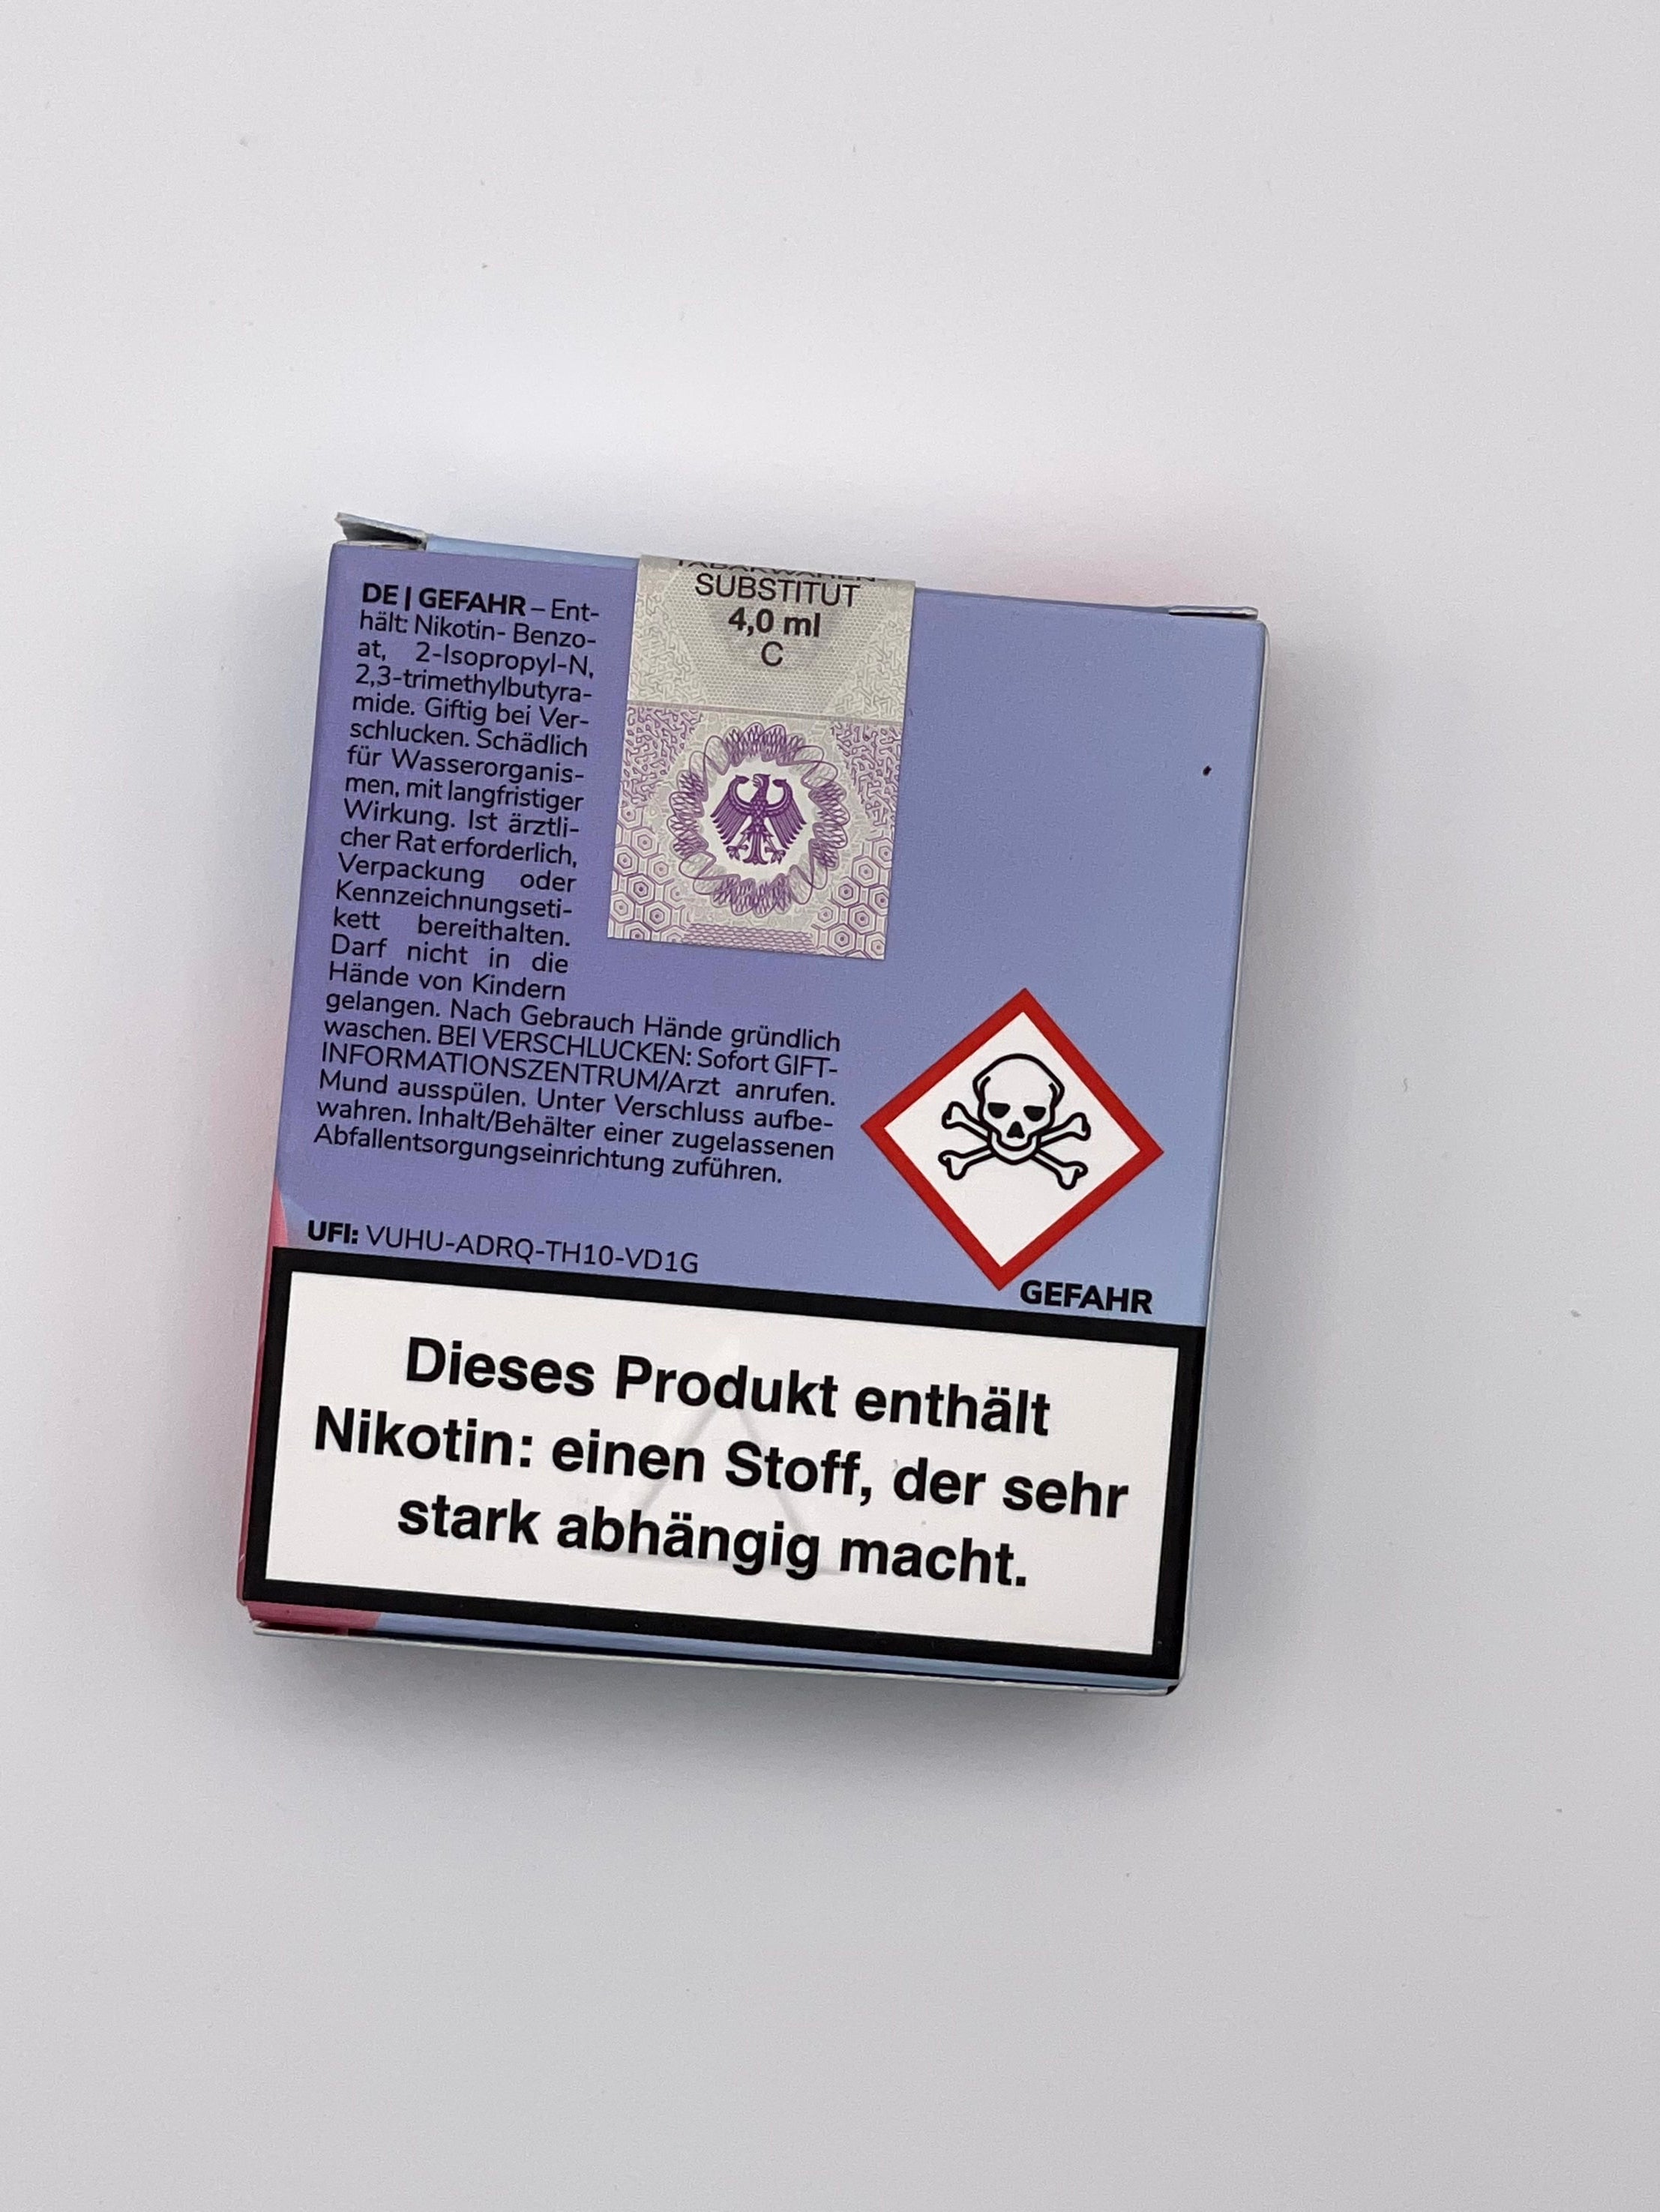 DE | GEFAHR – Ent-
hält: Nikotin- Benzo-
at, 2-Isopropyl-N,
2,3-trimethylbutyra-
mide. Giftig bei Ver-
schlucken. Schädlich
für Wasserorganis-
men, mit langfristiger
Wirkung. Ist ärztli-
cher Rat erforderlich,
Verpackung oder
Kennzeichnungseti-
kett bereithalten.
Darf nicht in die
Hände von Kindern
gelangen. Nach Gebrauch Hände gründlich
waschen. BEI VERSCHLUCKEN: Sofort GIFT-
INFORMATIONSZENTRUM/Arzt anrufen.
Mund ausspülen. Unter Verschluss aufbe-
wahren. Inhalt/Behälter einer zugelassenen
Abfallentsorgungseinrichtung zuführen.
TABAKWAREN-
SUBSTITUT
4,0 ml
C
UFI: VUHU-ADRQ-TH10-VD1G
GEFAHR
Dieses Produkt enthält
Nikotin: einen Stoff, der sehr
stark abhängig macht.